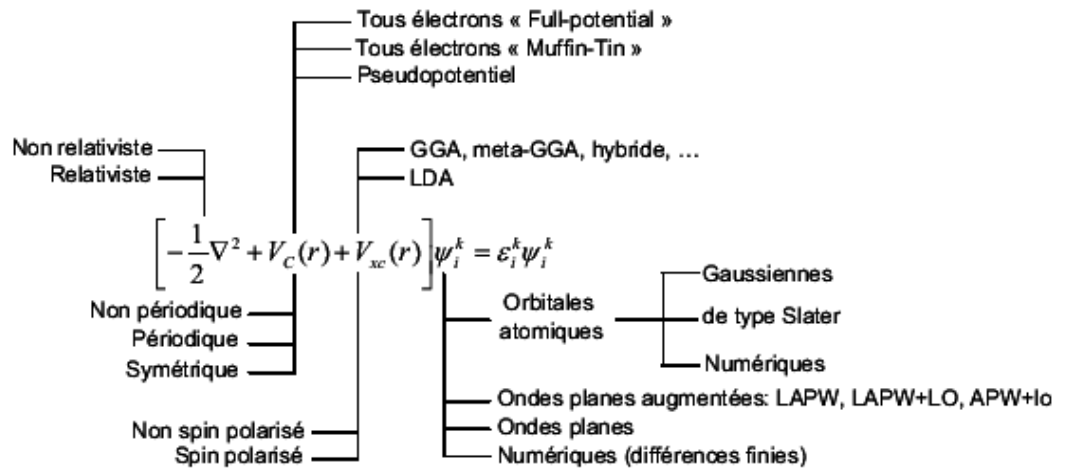 Tous électrons « Full-potential »
Tous électrons « Muffin-Tin »
Pseudopotentiel
Non relativiste
Relativiste
GGA, meta-GGA, hybride, ...
LDA
[-1/2 ∇² + V_C(r) + V_xc(r)] ψ_i^k = ε_i^k ψ_i^k
Non périodique
Périodique
Symétrique
Non spin polarisé
Spin polarisé
Orbitales
atomiques
Gaussiennes
de type Slater
Numériques
Ondes planes augmentées: LAPW, LAPW+LO, APW+lo
Ondes planes
Numériques (différences finies)